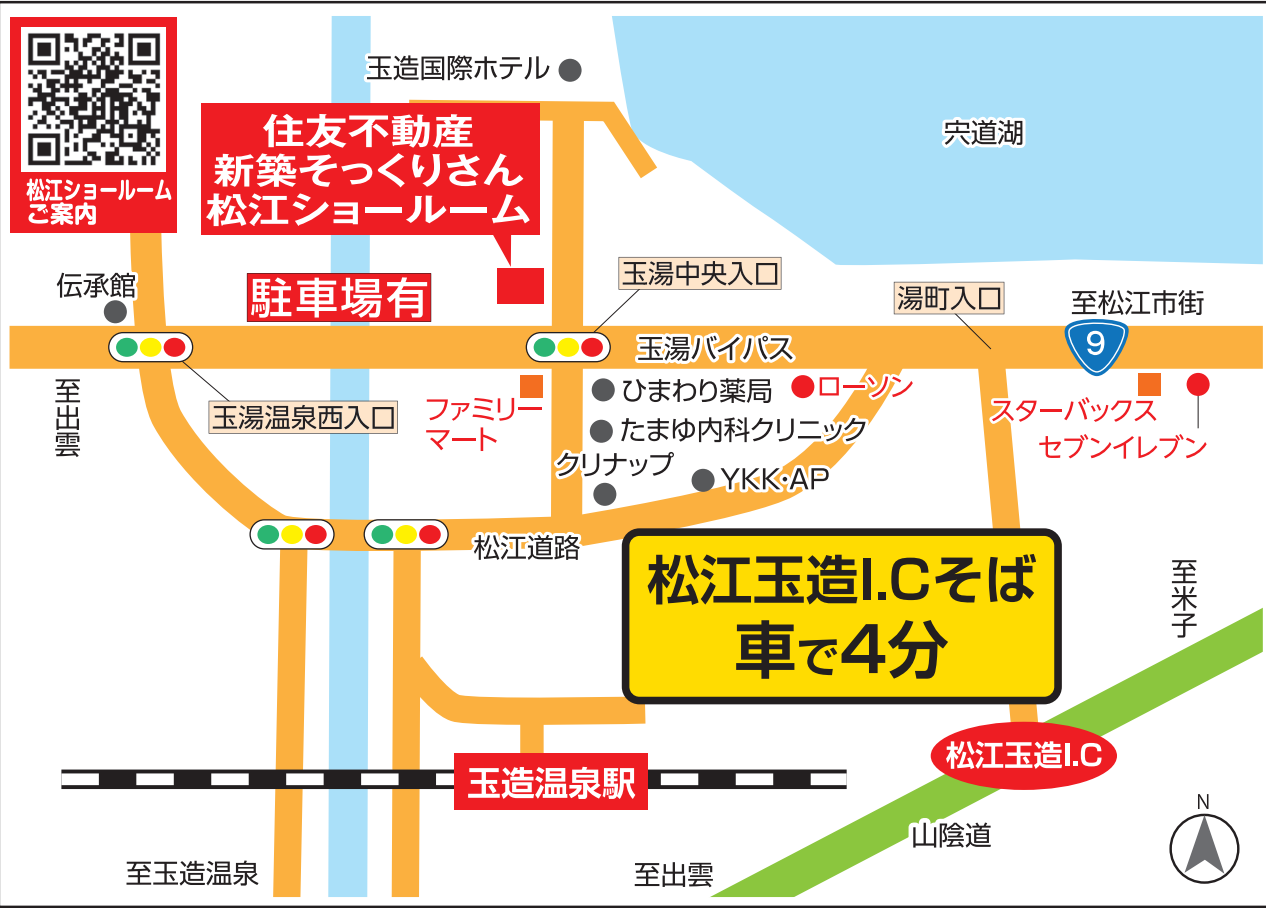 松江ショールーム
ご案内
玉造国際ホテル
住友不動産
新築そっくりさん
松江ショールーム
宍道湖
伝承館
駐車場有
玉湯中央入口
湯町入口
至松江市街
9
玉湯バイパス
至出雲
玉湯温泉西入口
ファミリー
マート
ひまわり薬局
ローソン
たまゆ内科クリニック
スターバックス
セブンイレブン
クリナップ
YKK・AP
松江道路
松江玉造I.Cそば
車で4分
至米子
松江玉造I.C
玉造温泉駅
山陰道
N
至玉造温泉
至出雲